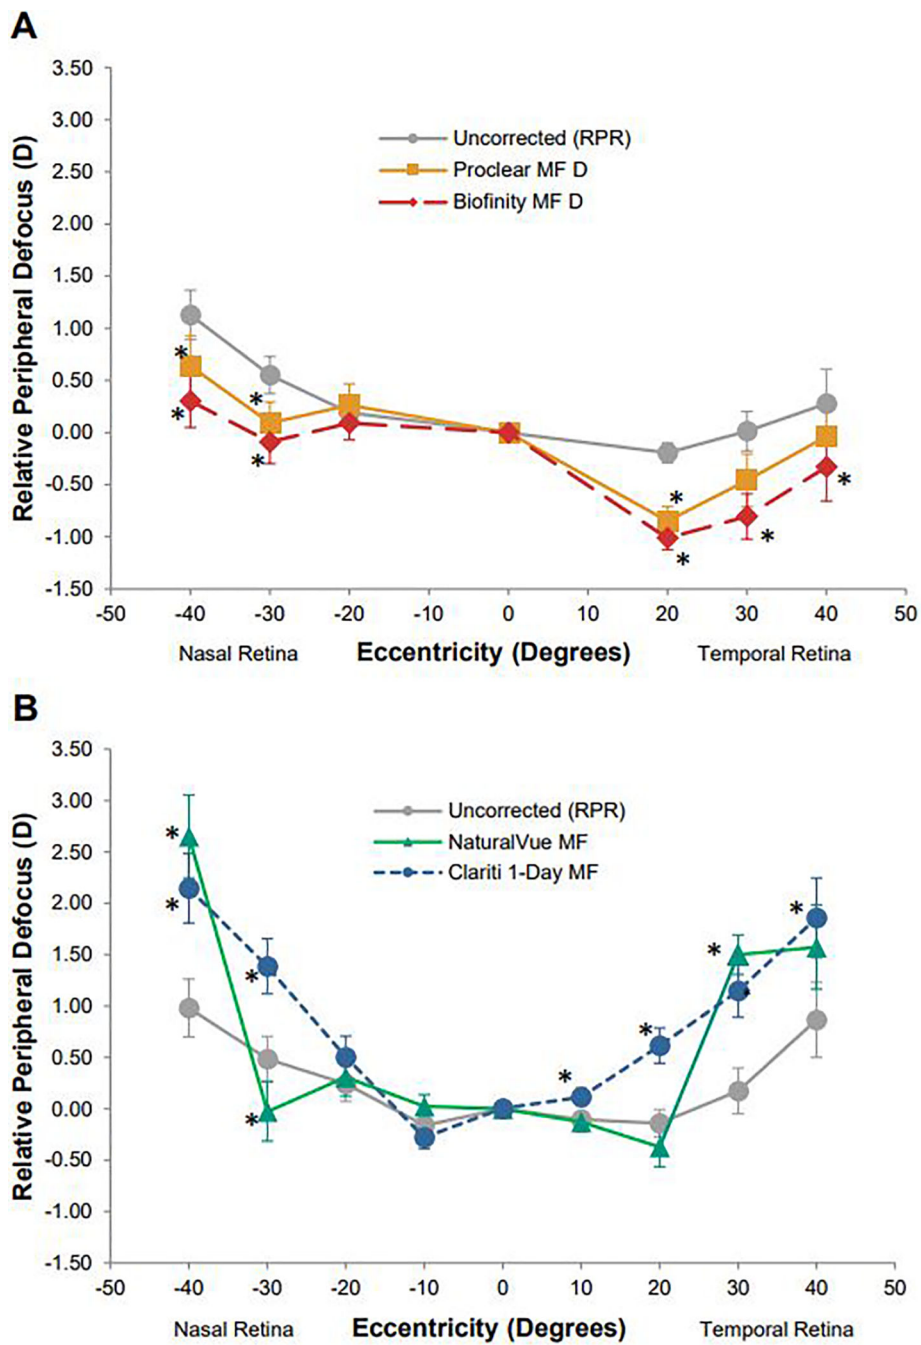 A
3.50
3.00
2.50
2.00
1.50
1.00
0.50
0.00
-0.50
-1.00
-1.50
Relative Peripheral Defocus (D)
Uncorrected (RPR)
Proclear MF D
Biofinity MF D
* * * * * * * * *
-50 -40 -30 -20 -10 0 10 20 30 40 50
Nasal Retina Eccentricity (Degrees) Temporal Retina
B
3.50
3.00
2.50
2.00
1.50
1.00
0.50
0.00
-0.50
-1.00
-1.50
Relative Peripheral Defocus (D)
Uncorrected (RPR)
NaturalVue MF
Clariti 1-Day MF
* * * * * * * *
-50 -40 -30 -20 -10 0 10 20 30 40 50
Nasal Retina Eccentricity (Degrees) Temporal Retina